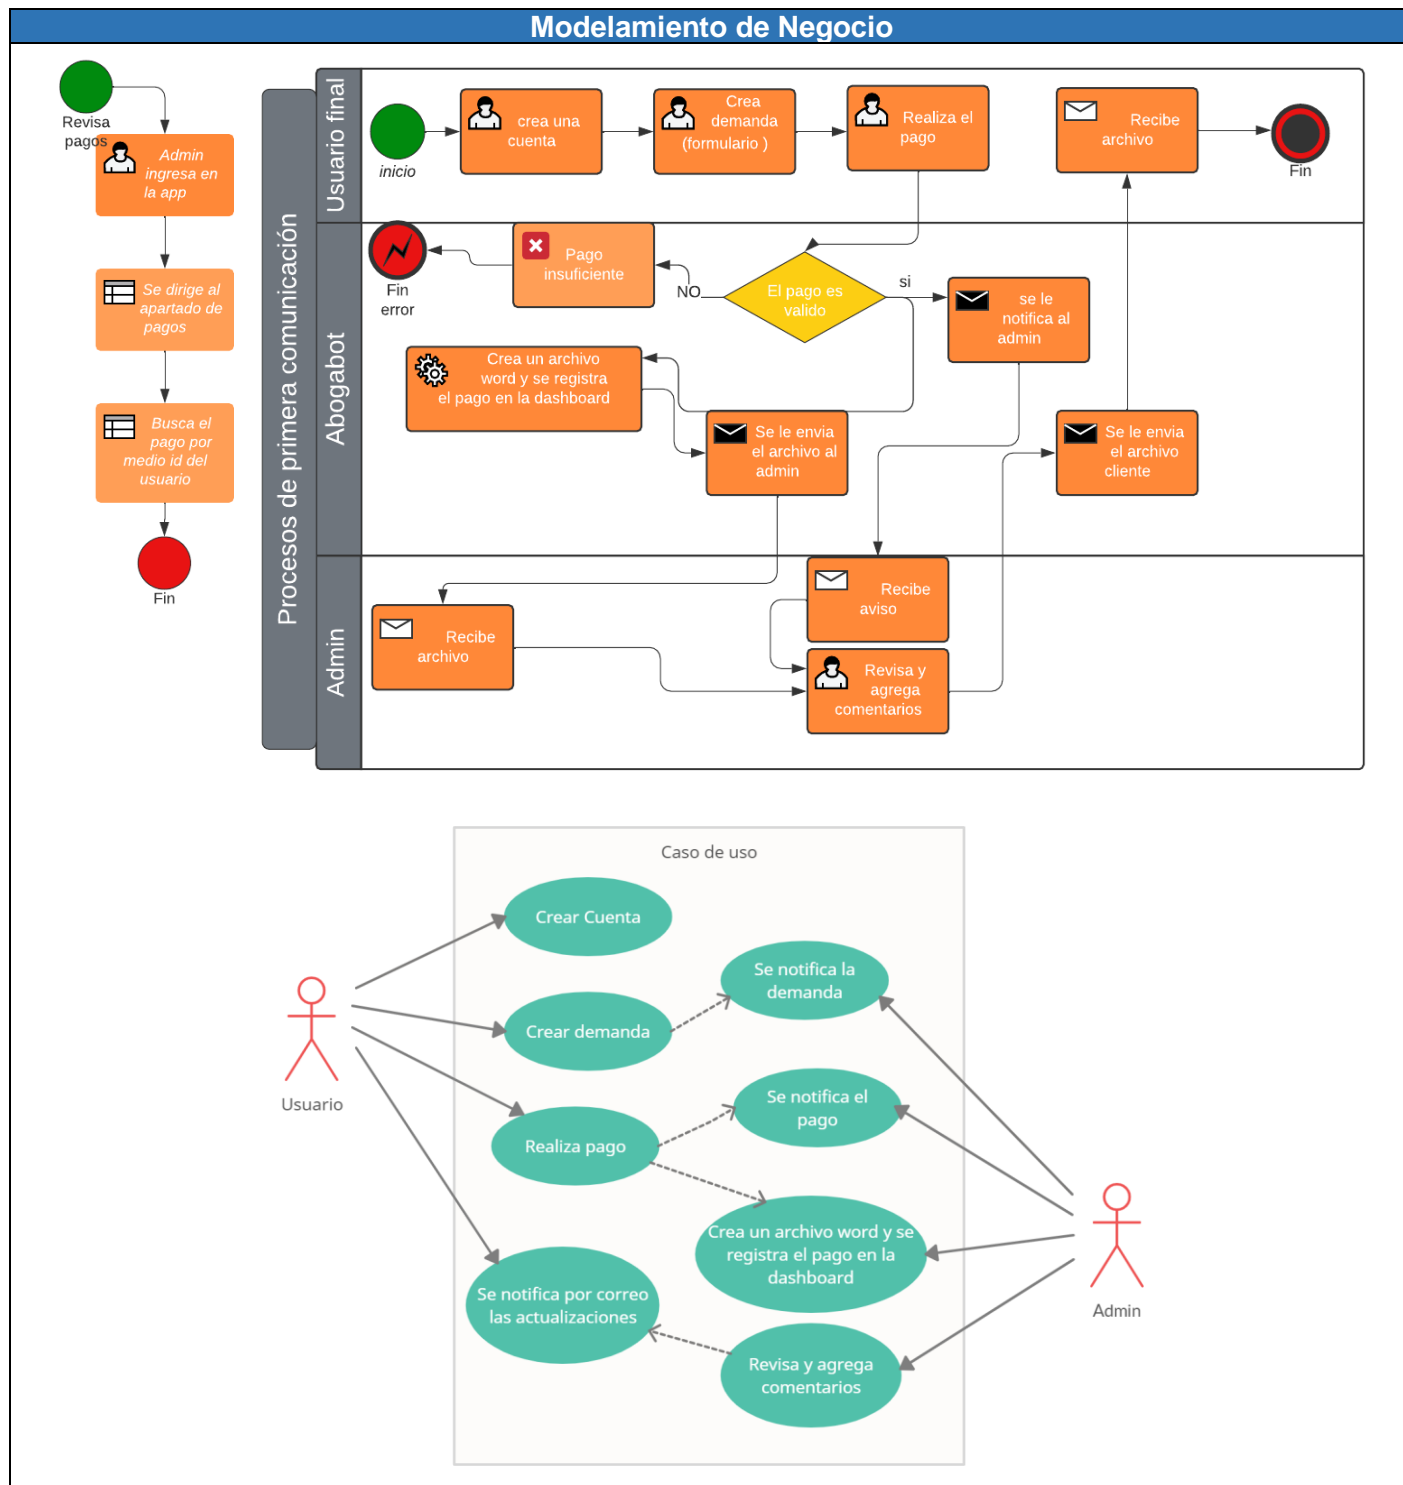 Modelamiento de Negocio
Revisa
pagos
Admin
ingresa en
la app
Se dirige al
apartado de
pagos
Busca el
pago por
medio id del
usuario
Fin
Procesos de primera comunicación
Usuario final
inicio
crea una
cuenta
Crea
demanda
(formulario )
Realiza el
pago
Recibe
archivo
Fin
Abogabot
Fin
error
Pago
insuficiente
NO
El pago es
valido
si
se le
notifica al
admin
Crea un archivo
word y se registra
el pago en la dashboard
Se le envia
el archivo al
admin
Se le envia
el archivo
cliente
Admin
Recibe
archivo
Recibe
aviso
Revisa y
agrega
comentarios
Caso de uso
Crear Cuenta
Se notifica la
demanda
Crear demanda
Usuario
Se notifica el
pago
Realiza pago
Crea un archivo word y se
registra el pago en la
dashboard
Se notifica por correo
las actualizaciones
Admin
Revisa y agrega
comentarios